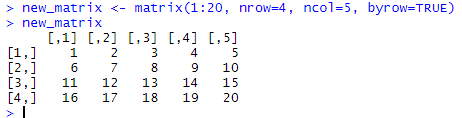 > new_matrix <- matrix(1:20, nrow=4, ncol=5, byrow=TRUE)
> new_matrix
     [,1] [,2] [,3] [,4] [,5]
[1,]    1    2    3    4    5
[2,]    6    7    8    9   10
[3,]   11   12   13   14   15
[4,]   16   17   18   19   20
>